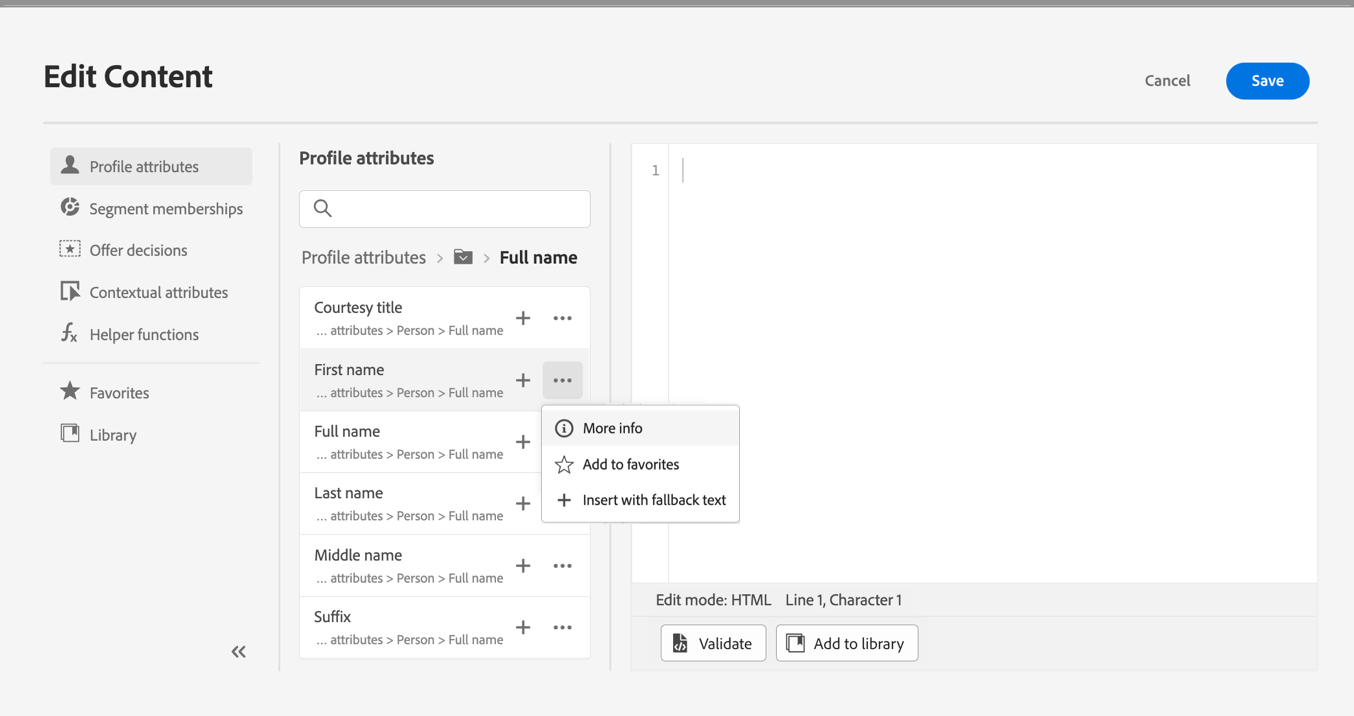 Edit Content
Cancel
Save
Profile attributes
Segment memberships
Offer decisions
Contextual attributes
Helper functions
Favorites
Library
Profile attributes
Profile attributes > > Full name
Courtesy title
... attributes > Person > Full name
First name
... attributes > Person > Full name
Full name
... attributes > Person > Full name
Last name
... attributes > Person > Full name
Middle name
... attributes > Person > Full name
Suffix
... attributes > Person > Full name
More info
Add to favorites
Insert with fallback text
1
Edit mode: HTML Line 1, Character 1
Validate
Add to library